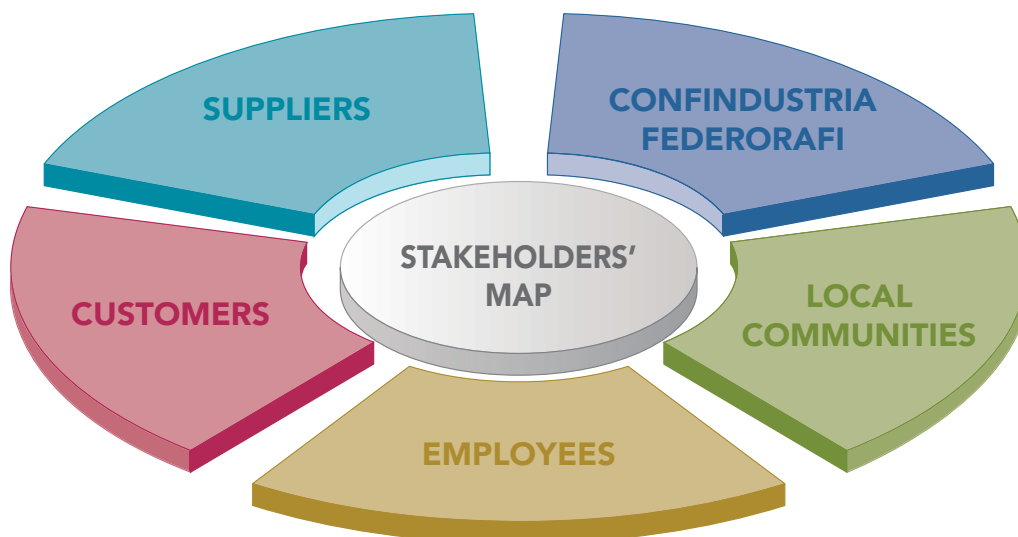 SUPPLIERS
CONFINDUSTRIA
FEDERORAFI
STAKEHOLDERS’
MAP
CUSTOMERS
LOCAL
COMMUNITIES
EMPLOYEES